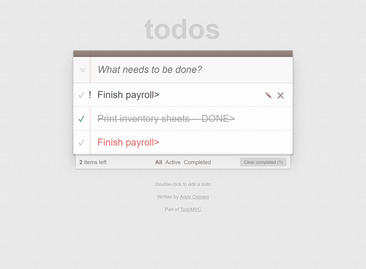 todos
What needs to be done?
! Finish payroll>
Print inventory sheets -- DONE>
Finish payroll>
2 items left All Active Completed Clear completed (1)
Double-click to edit a todo
Written by Addy Osmani
Part of TodoMVC